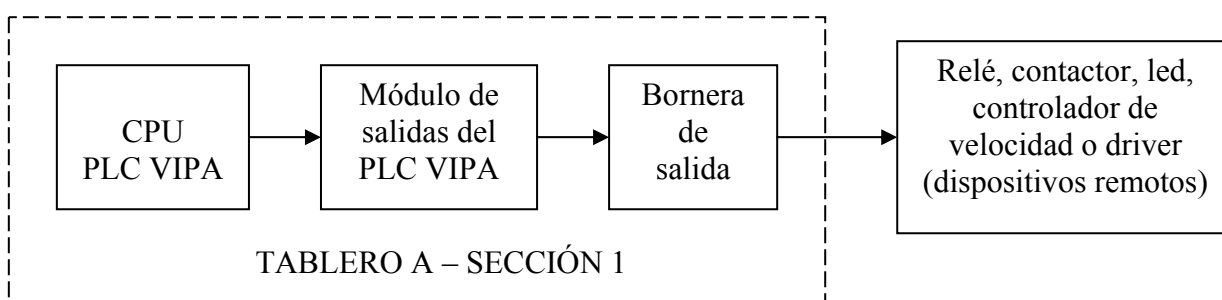 CPU
PLC VIPA
Módulo de
salidas del
PLC VIPA
Bornera
de
salida
Relé, contactor, led,
controlador de
velocidad o driver
(dispositivos remotos)
TABLERO A – SECCIÓN 1